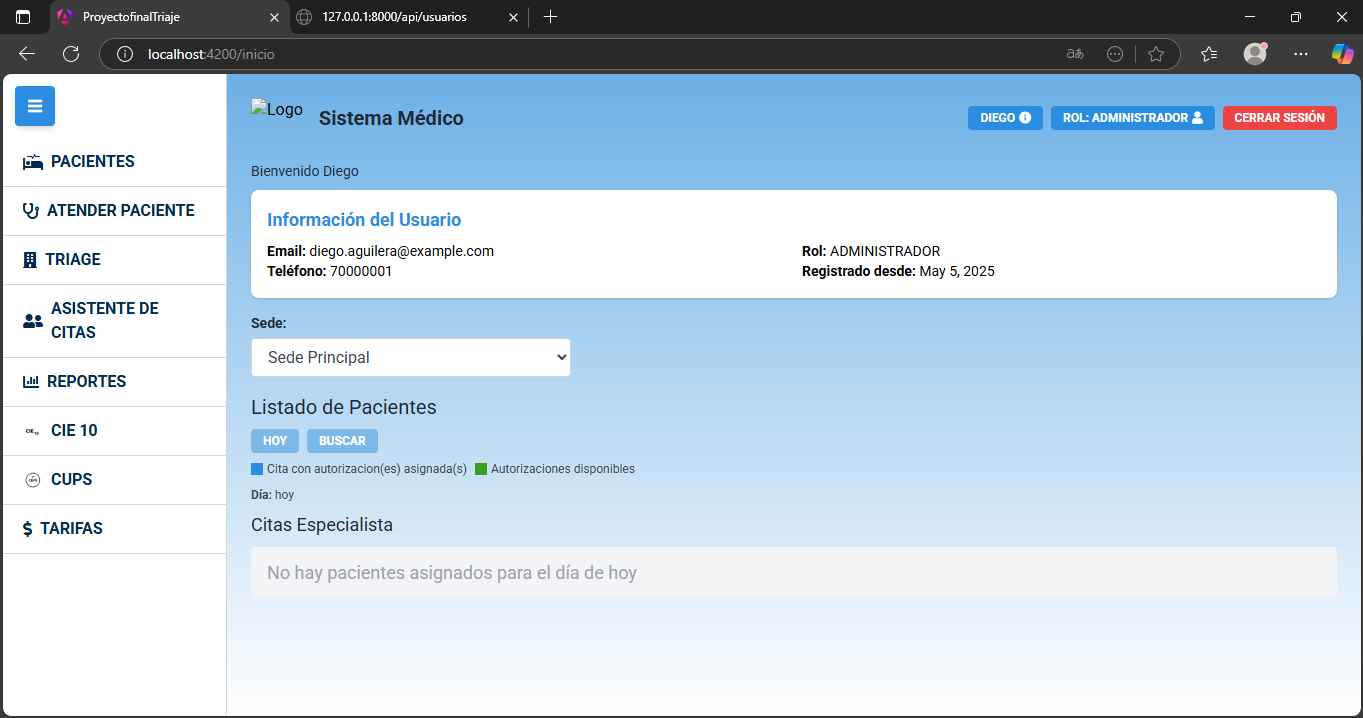 ProyectofinalTriaje
127.0.0.1:8000/api/usuarios
localhost:4200/inicio
Logo
Sistema Médico
DIEGO
ROL: ADMINISTRADOR
CERRAR SESIÓN
PACIENTES
ATENDER PACIENTE
TRIAGE
ASISTENTE DE
CITAS
REPORTES
CIE 10
CUPS
TARIFAS
Bienvenido Diego
Información del Usuario
Email: diego.aguilera@example.com
Rol: ADMINISTRADOR
Teléfono: 70000001
Registrado desde: May 5, 2025
Sede:
Sede Principal
Listado de Pacientes
HOY
BUSCAR
Cita con autorizacion(es) asignada(s)
Autorizaciones disponibles
Día: hoy
Citas Especialista
No hay pacientes asignados para el día de hoy